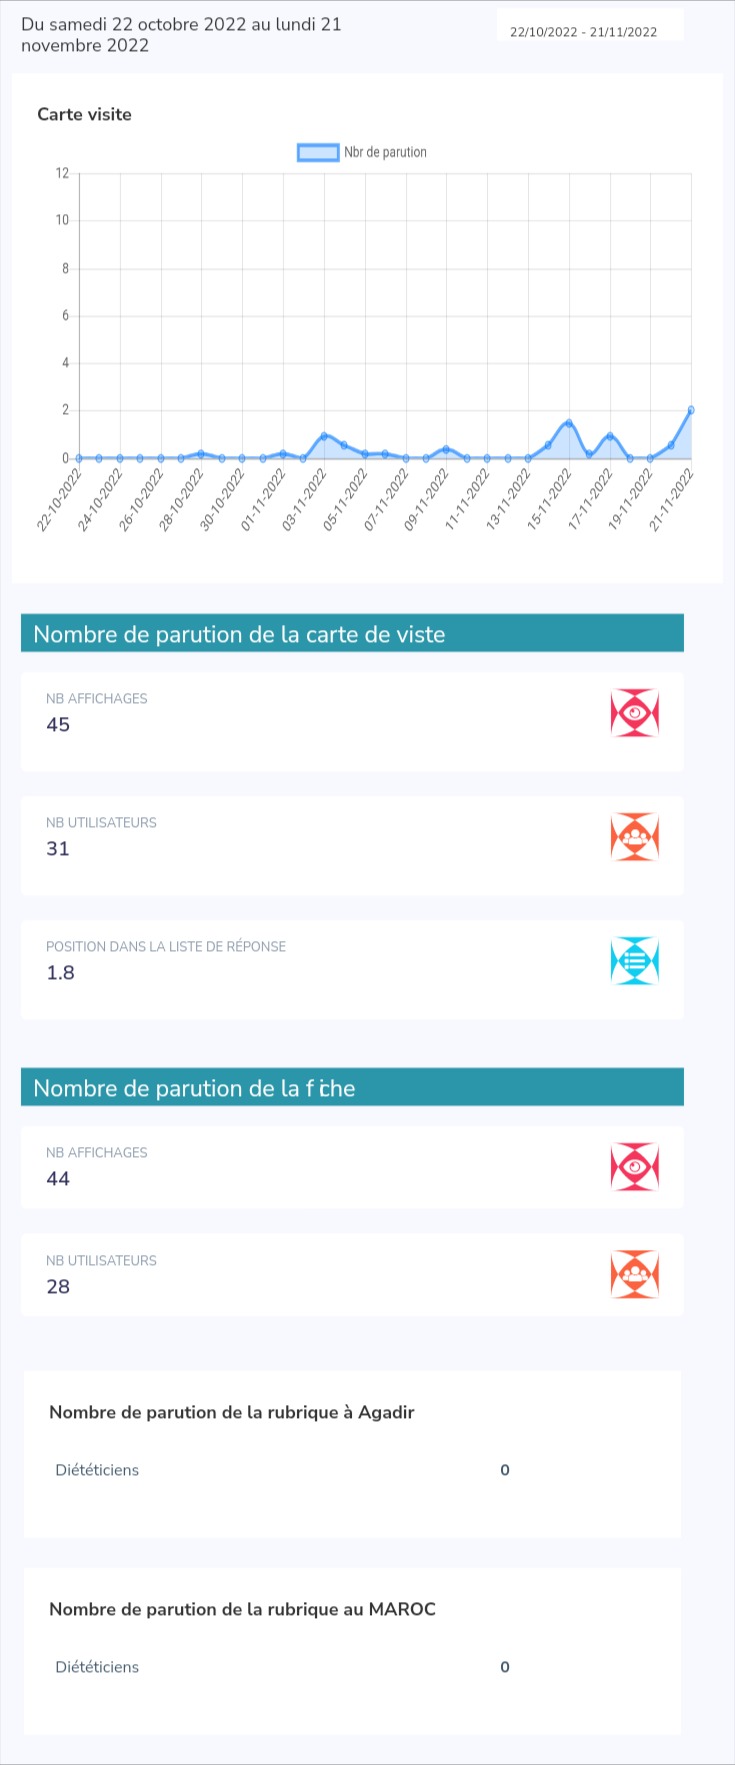 Du samedi 22 octobre 2022 au lundi 21
novembre 2022
22/10/2022 - 21/11/2022
Carte visite
Nbr de parution
12
10
8
6
4
2
0
22-10-2022
24-10-2022
26-10-2022
28-10-2022
30-10-2022
01-11-2022
03-11-2022
05-11-2022
07-11-2022
09-11-2022
11-11-2022
13-11-2022
15-11-2022
17-11-2022
19-11-2022
21-11-2022
Nombre de parution de la carte de viste
NB AFFICHAGES
45
NB UTILISATEURS
31
POSITION DANS LA LISTE DE RÉPONSE
1.8
Nombre de parution de la fiche
NB AFFICHAGES
44
NB UTILISATEURS
28
Nombre de parution de la rubrique à Agadir
Diététiciens 0
Nombre de parution de la rubrique au MAROC
Diététiciens 0